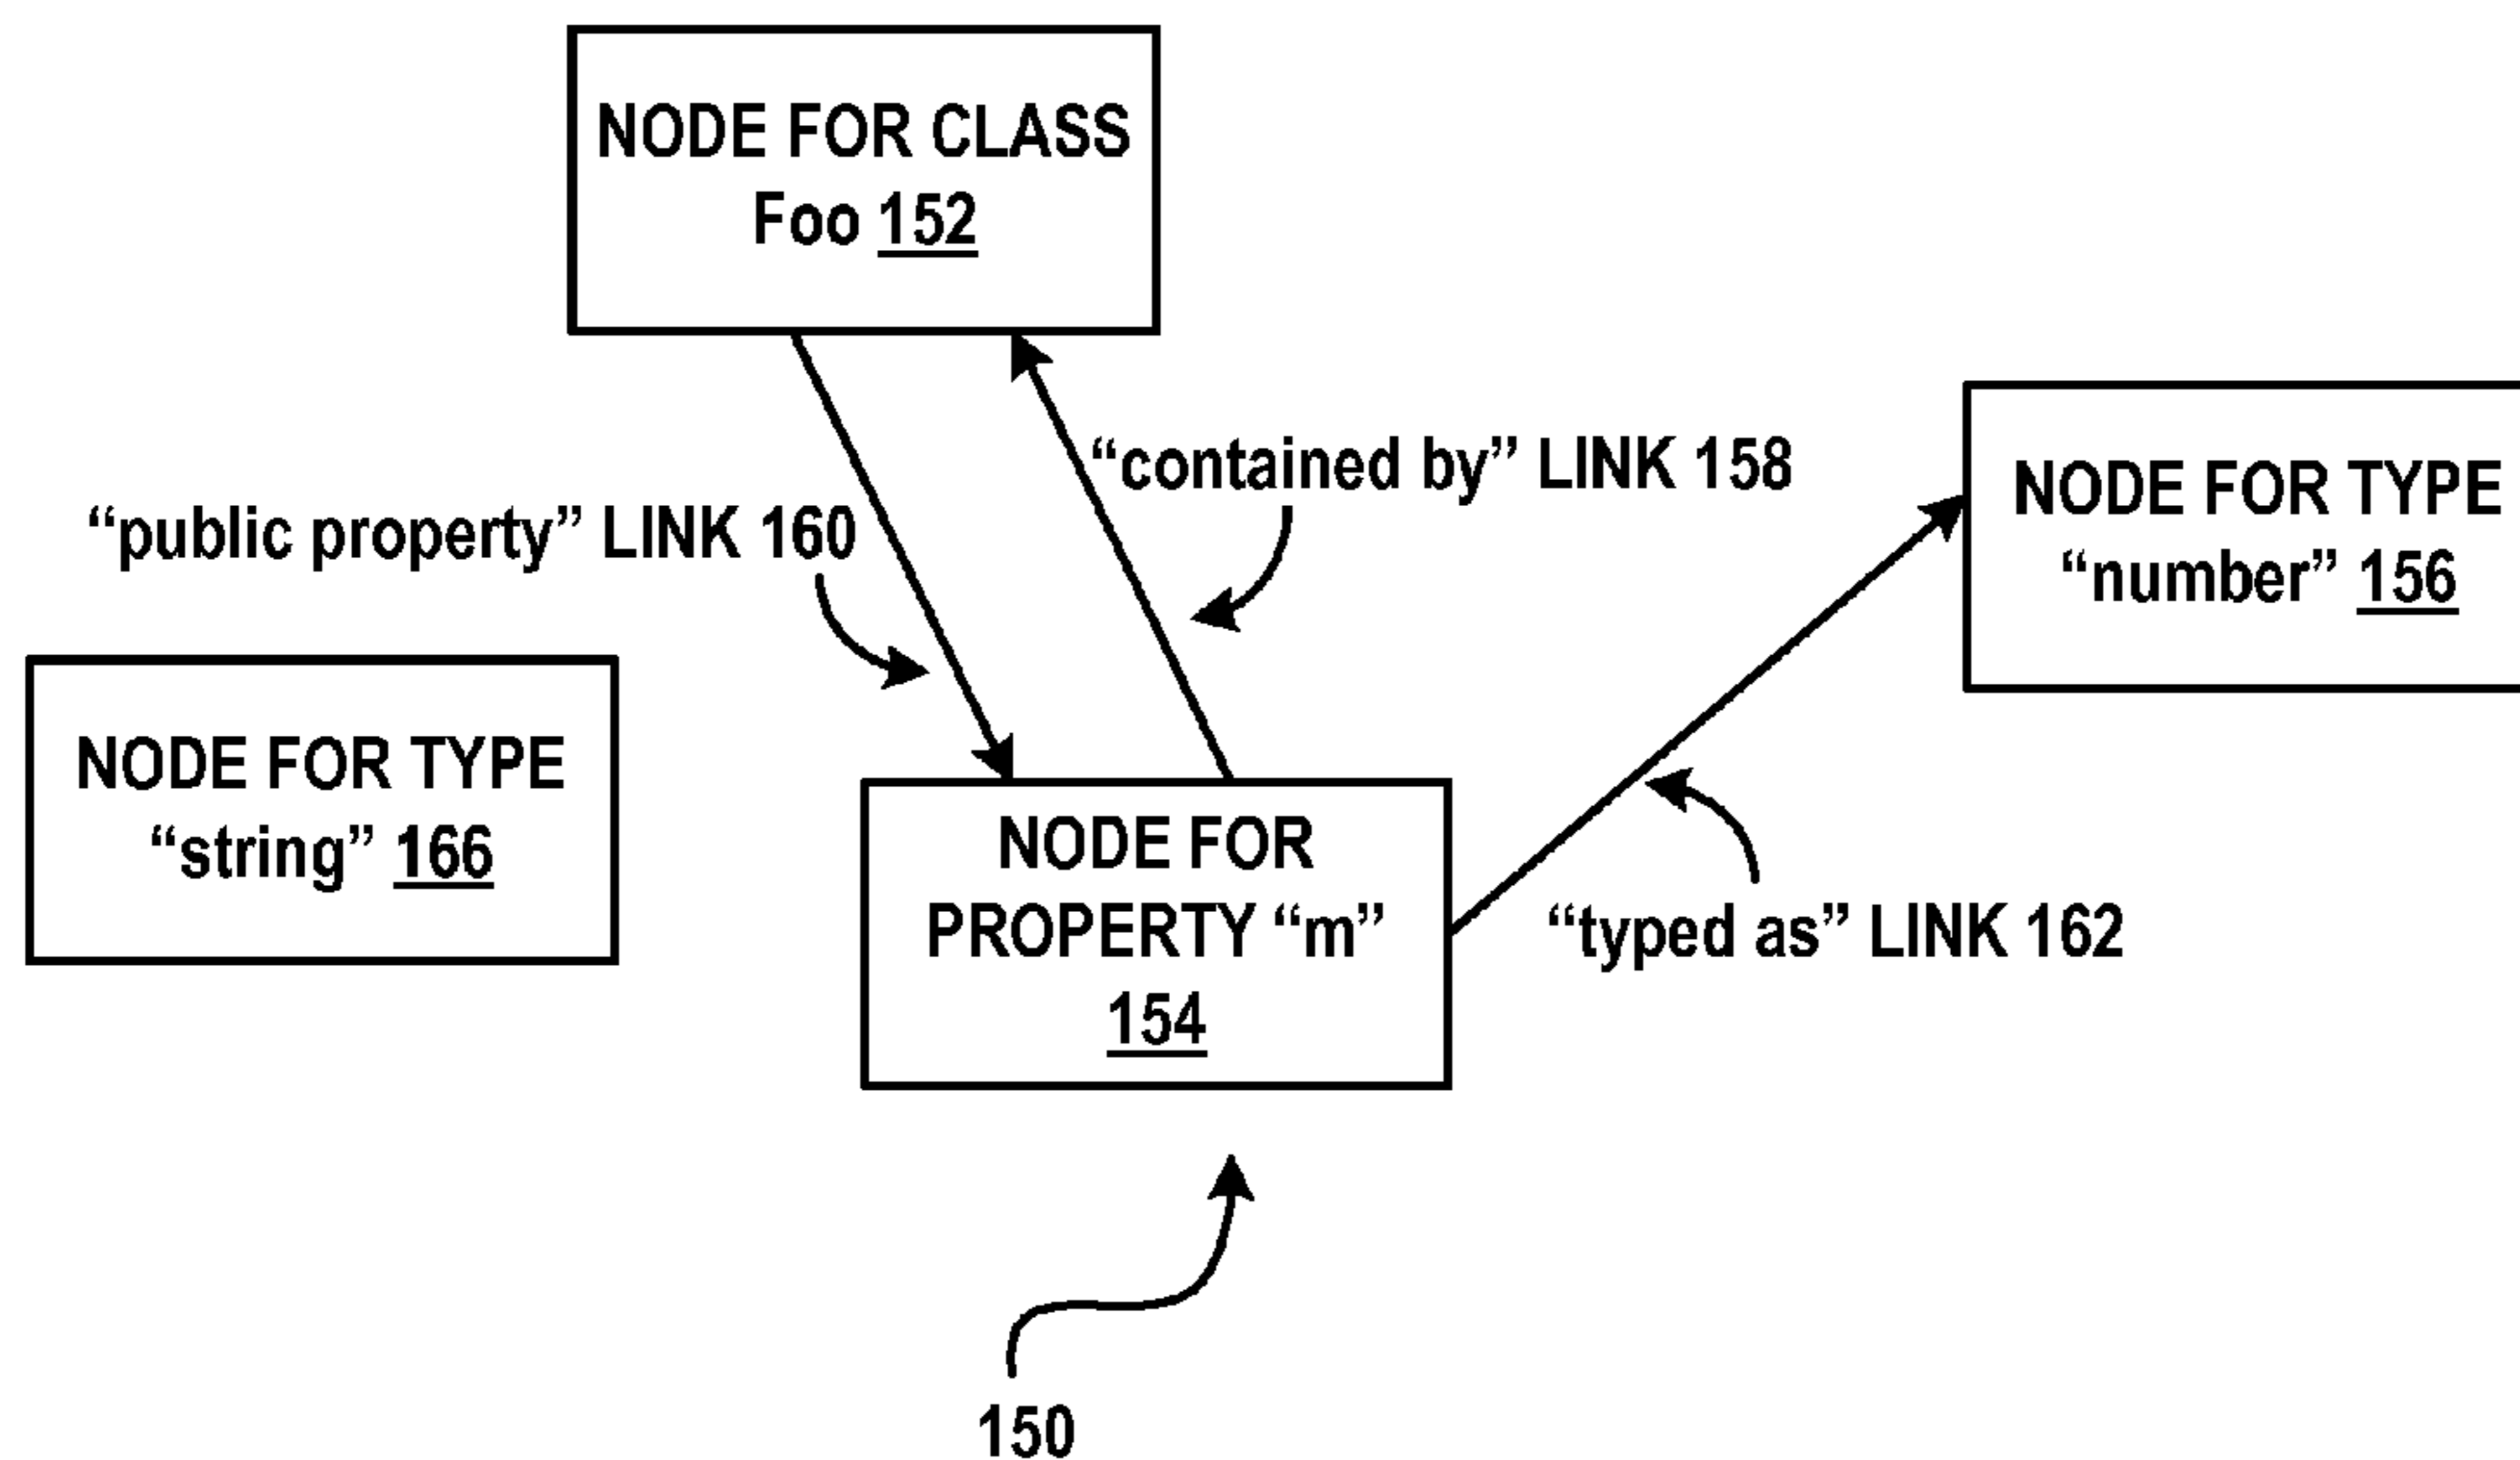 NODE FOR CLASS
Foo 152
“contained by” LINK 158
“public property” LINK 160
NODE FOR TYPE
“number” 156
NODE FOR TYPE
“string” 166
NODE FOR
PROPERTY “m”
154
“typed as” LINK 162
150